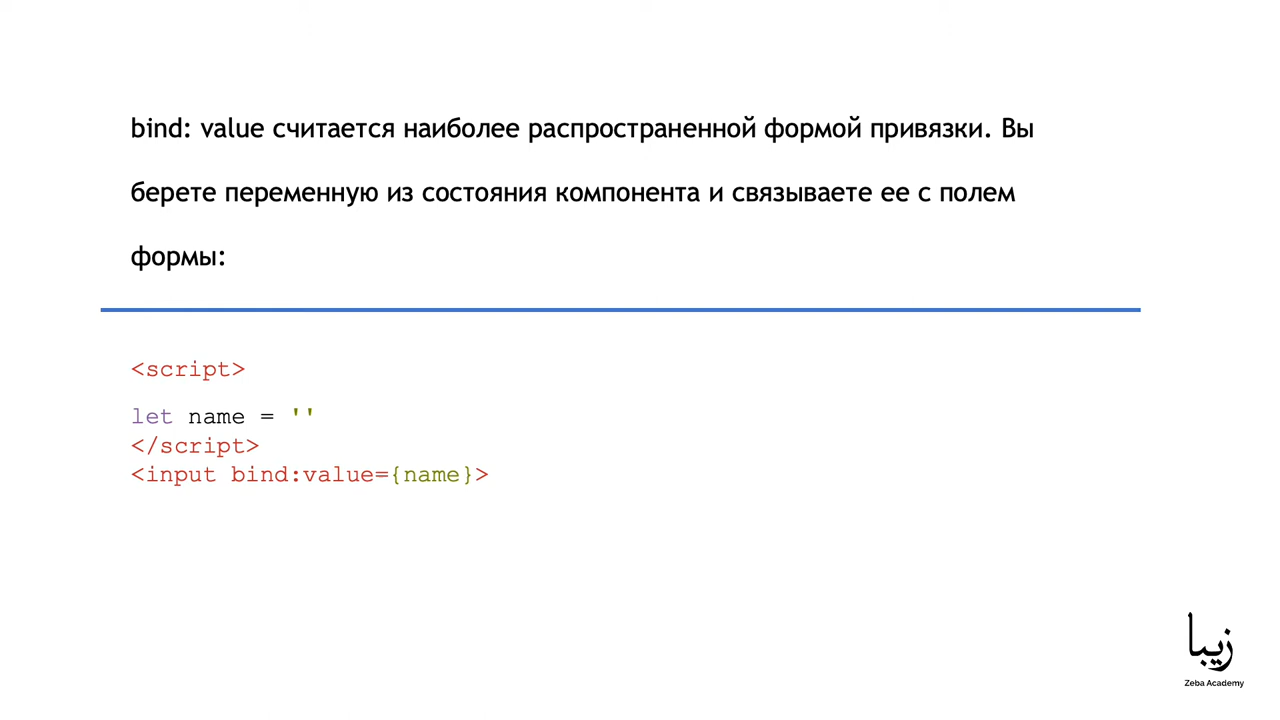 bind: value считается наиболее распространенной формой привязки. Вы
берете переменную из состояния компонента и связываете ее с полем
формы:
<script>
let name = ''
</script>
<input bind:value={name}>
زيبا
Zeba Academy